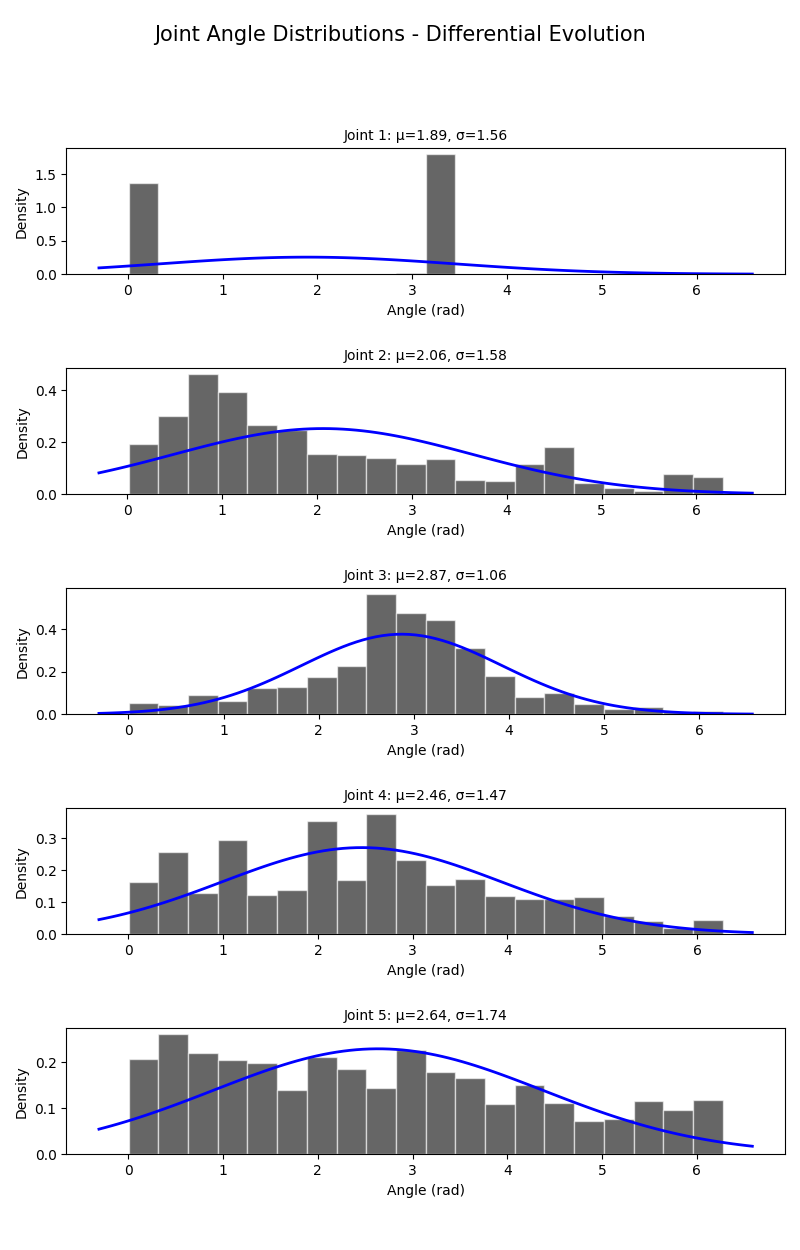 Joint Angle Distributions - Differential Evolution
Joint 1: μ=1.89, σ=1.56
Density
1.5
1.0
0.5
0.0
0 1 2 3 4 5 6
Angle (rad)
Joint 2: μ=2.06, σ=1.58
Density
0.4
0.2
0.0
0 1 2 3 4 5 6
Angle (rad)
Joint 3: μ=2.87, σ=1.06
Density
0.4
0.2
0.0
0 1 2 3 4 5 6
Angle (rad)
Joint 4: μ=2.46, σ=1.47
Density
0.3
0.2
0.1
0.0
0 1 2 3 4 5 6
Angle (rad)
Joint 5: μ=2.64, σ=1.74
Density
0.2
0.1
0.0
0 1 2 3 4 5 6
Angle (rad)